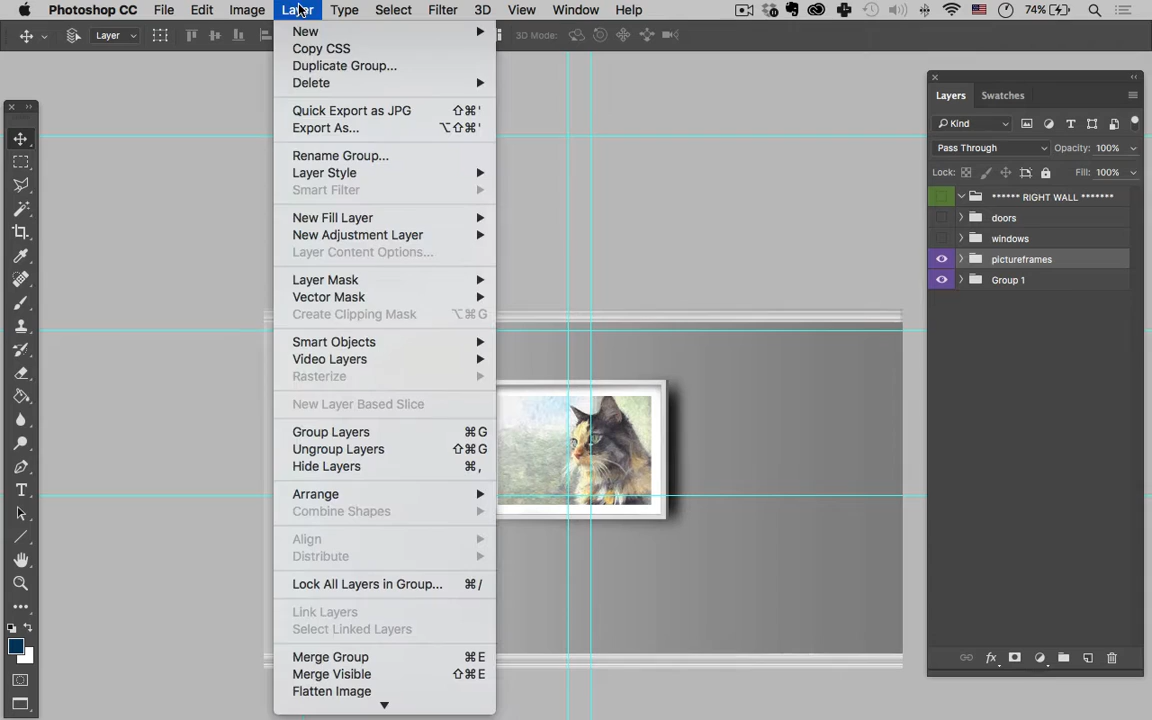 Photoshop CC File Edit Image Layer Type Select Filter 3D View Window Help 74%
Layer 3D Mode:
New
Copy CSS
Duplicate Group...
Delete
Quick Export as JPG ⇧⌘'
Export As... ⌥⇧⌘'
Rename Group...
Layer Style
Smart Filter
New Fill Layer
New Adjustment Layer
Layer Content Options...
Layer Mask
Vector Mask
Create Clipping Mask ⌥⌘G
Smart Objects
Video Layers
Rasterize
New Layer Based Slice
Group Layers ⌘G
Ungroup Layers ⇧⌘G
Hide Layers ⌘,
Arrange
Combine Shapes
Align
Distribute
Lock All Layers in Group... ⌘/
Link Layers
Select Linked Layers
Merge Group ⌘E
Merge Visible ⇧⌘E
Flatten Image
Layers Swatches
Kind
Pass Through Opacity: 100%
Lock: Fill: 100%
****** RIGHT WALL *******
doors
windows
pictureframes
Group 1
fx